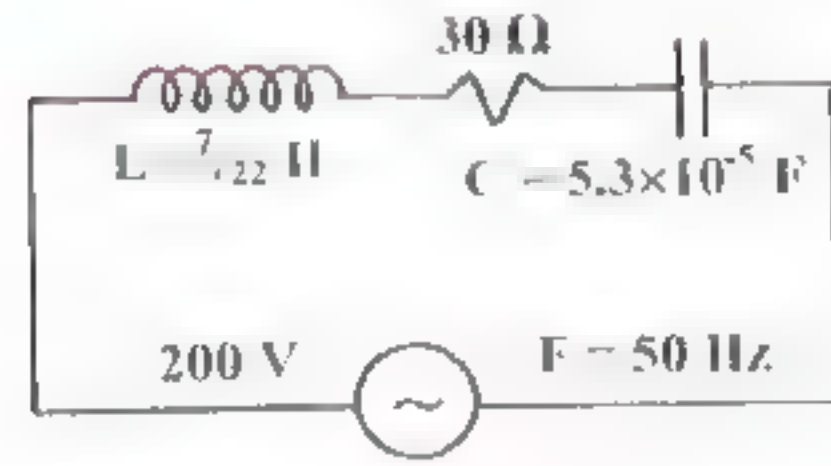 30 Ω
L = 7/22 H
C = 5.3×10⁻⁵ F
200 V
F = 50 Hz
~